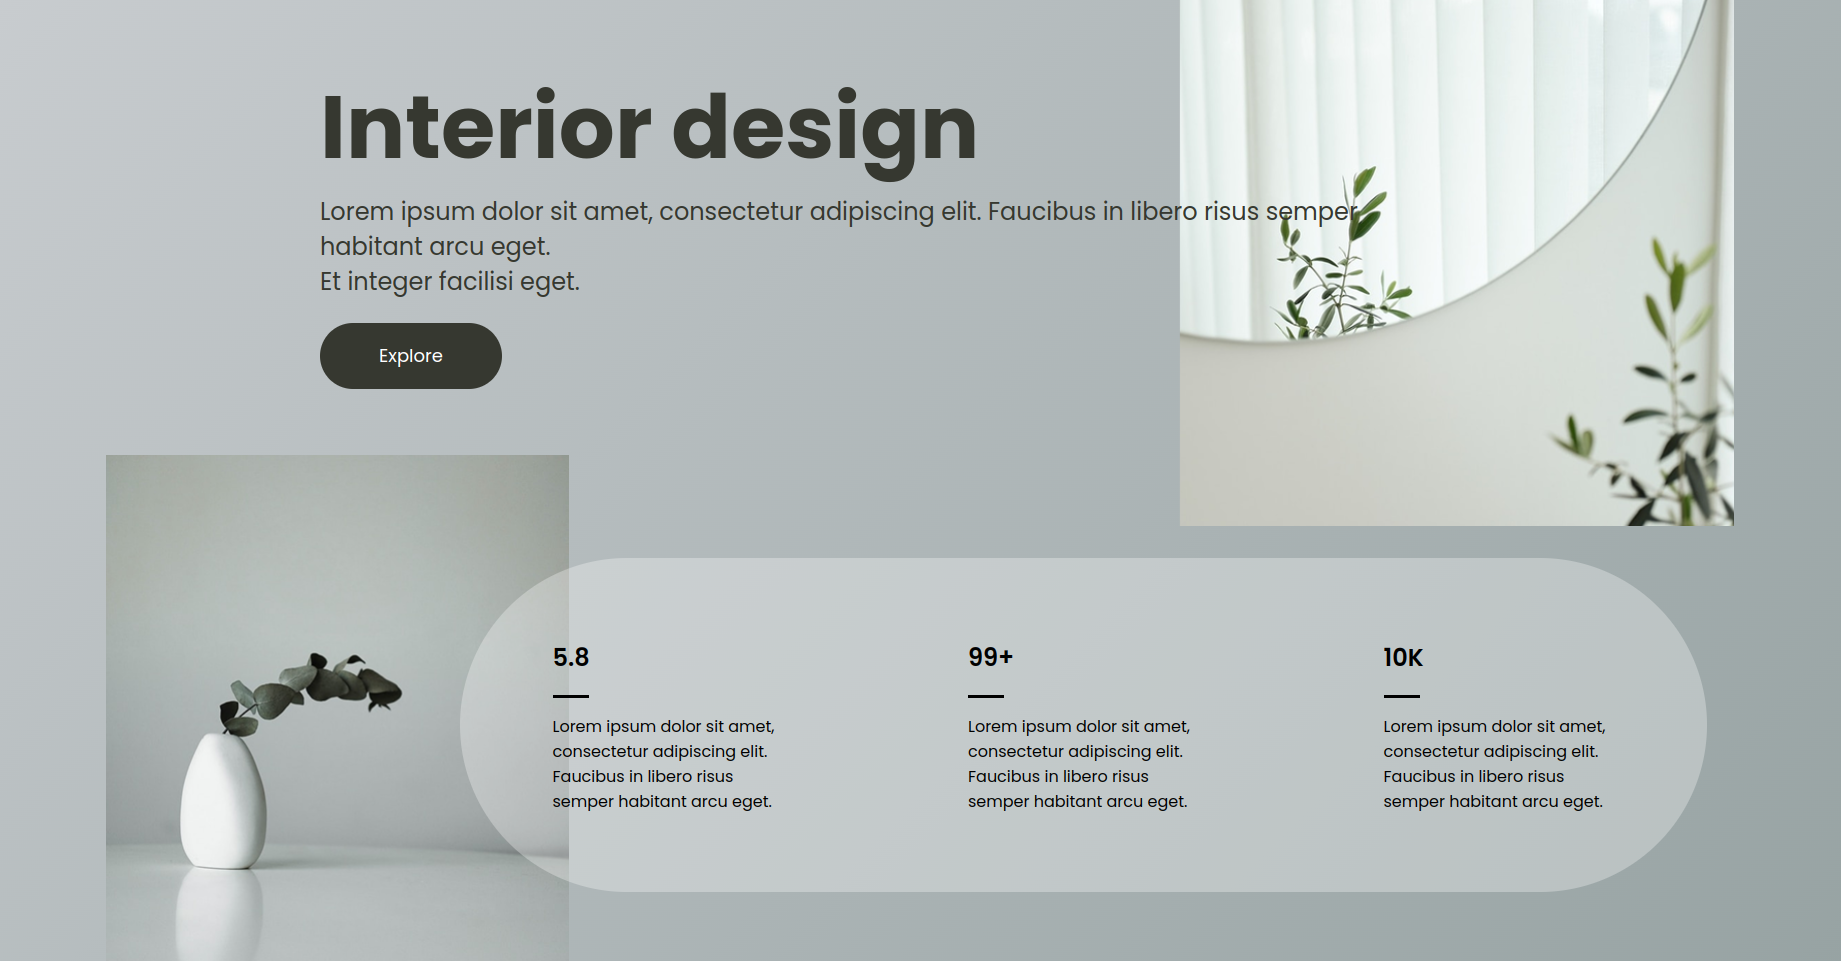 Interior design
Lorem ipsum dolor sit amet, consectetur adipiscing elit. Faucibus in libero risus semper
habitant arcu eget.
Et integer facilisi eget.
Explore
5.8
Lorem ipsum dolor sit amet,
consectetur adipiscing elit.
Faucibus in libero risus
semper habitant arcu eget.
99+
Lorem ipsum dolor sit amet,
consectetur adipiscing elit.
Faucibus in libero risus
semper habitant arcu eget.
10K
Lorem ipsum dolor sit amet,
consectetur adipiscing elit.
Faucibus in libero risus
semper habitant arcu eget.